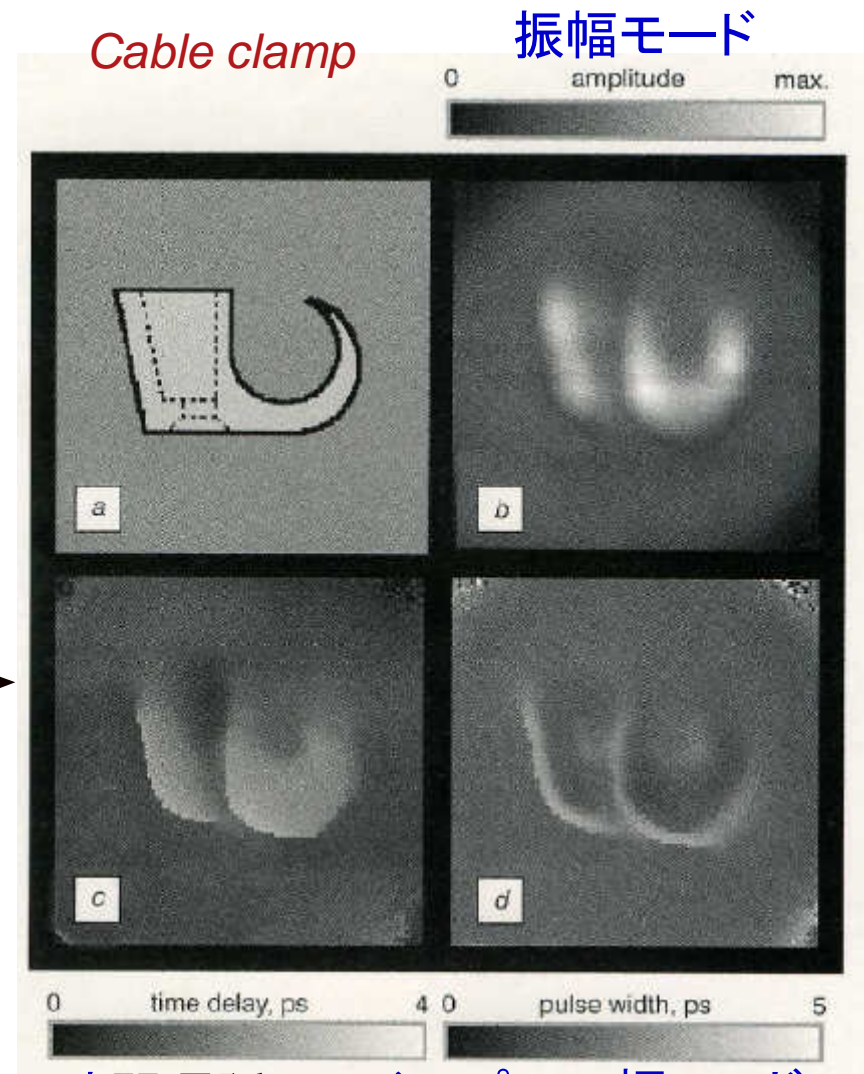 Cable clamp
振幅モード
0 amplitude max.
a
b
c
d
0 time delay, ps 4
0 pulse width, ps 5